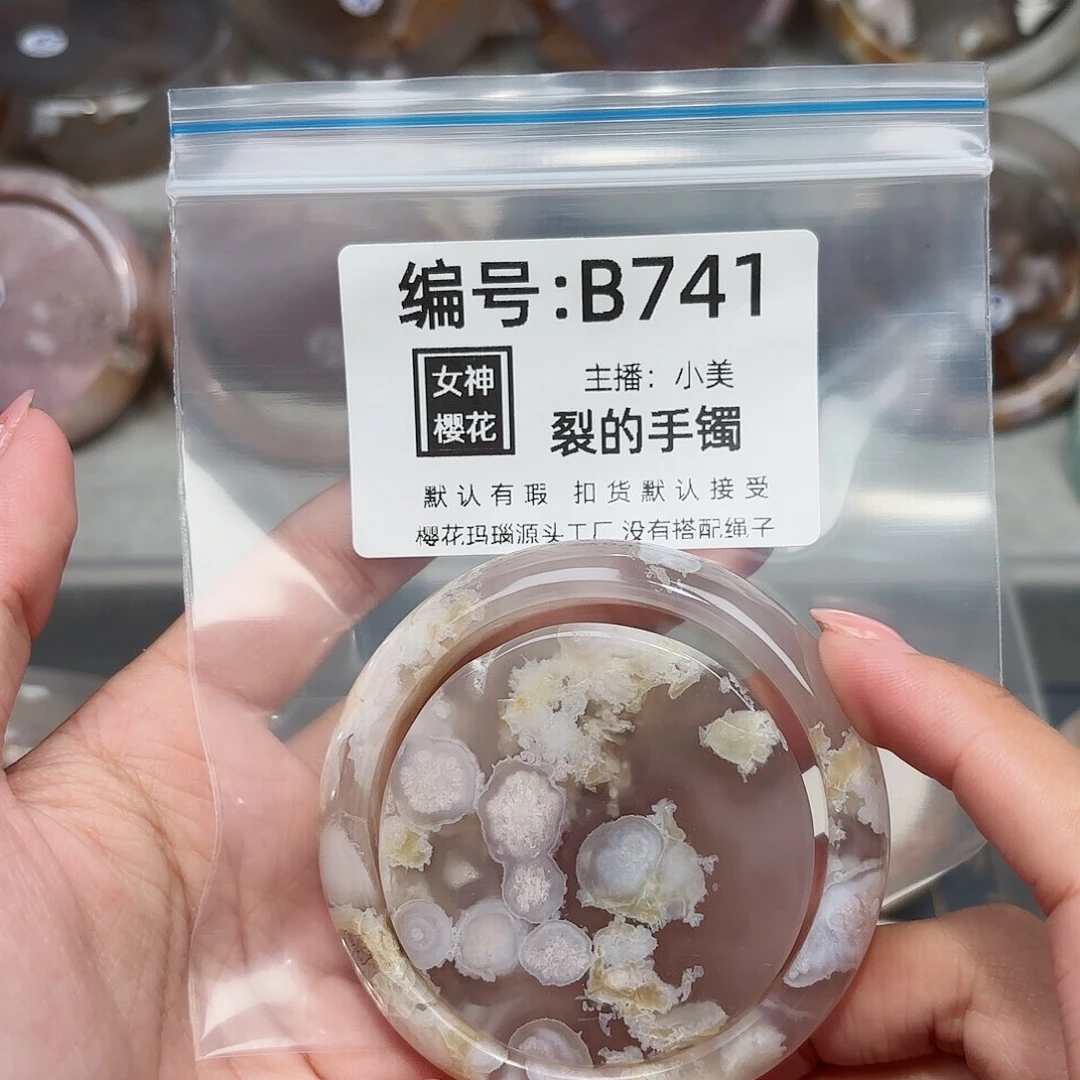 编号:B741
女神
樱花
主播：小美
裂的手镯
默认有瑕 扣货默认接受
樱花玛瑙源头工厂 没有搭配绳子